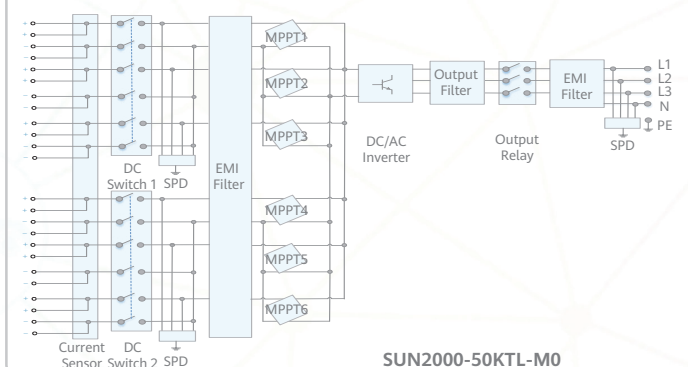 MPPT1
MPPT2
MPPT3
MPPT4
MPPT5
MPPT6
DC
Switch 1
SPD
EMI
Filter
Current
Sensor
DC
Switch 2
SPD
DC/AC
Inverter
Output
Filter
Output
Relay
EMI
Filter
L1
L2
L3
N
PE
SPD
SUN2000-50KTL-M0